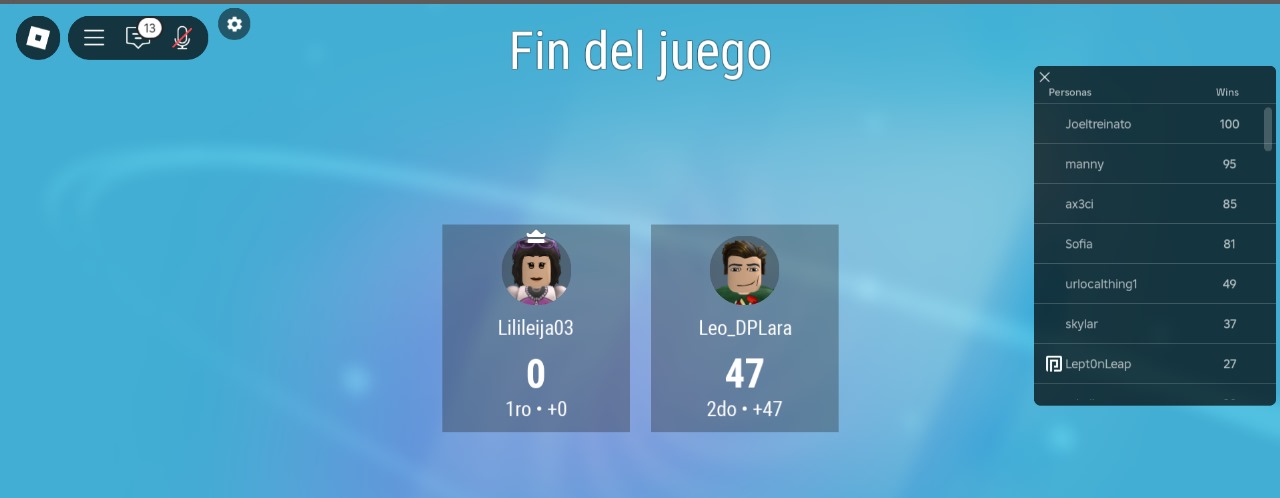 13
Fin del juego
Personas Wins
Joeltreinato 100
manny 95
ax3ci 85
Sofia 81
urlocalthing1 49
skylar 37
Lept0nLeap 27
Lilileija03
0
1ro • +0
Leo_DPLara
47
2do • +47